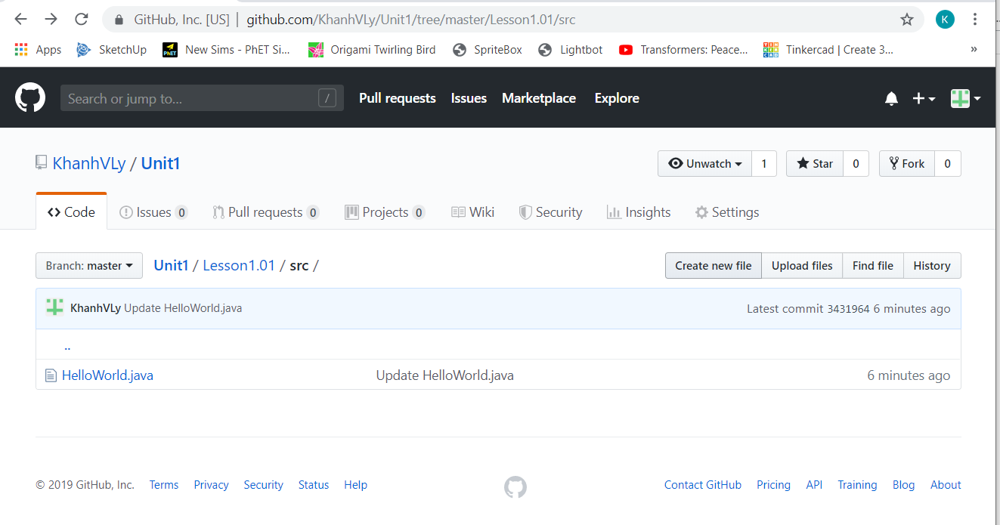 GitHub, Inc. [US] | github.com/KhanhVLy/Unit1/tree/master/Lesson1.01/src K
Apps SketchUp PhET New Sims - PhET Si... Origami Twirling Bird SpriteBox Lightbot Transformers: Peace... Tinkercad | Create 3... »
Search or jump to... / Pull requests Issues Marketplace Explore
KhanhVLy / Unit1 Unwatch 1 Star 0 Fork 0
Code Issues 0 Pull requests 0 Projects 0 Wiki Security Insights Settings
Branch: master Unit1 / Lesson1.01 / src / Create new file Upload files Find file History
KhanhVLy Update HelloWorld.java Latest commit 3431964 6 minutes ago
..
HelloWorld.java Update HelloWorld.java 6 minutes ago
© 2019 GitHub, Inc. Terms Privacy Security Status Help Contact GitHub Pricing API Training Blog About